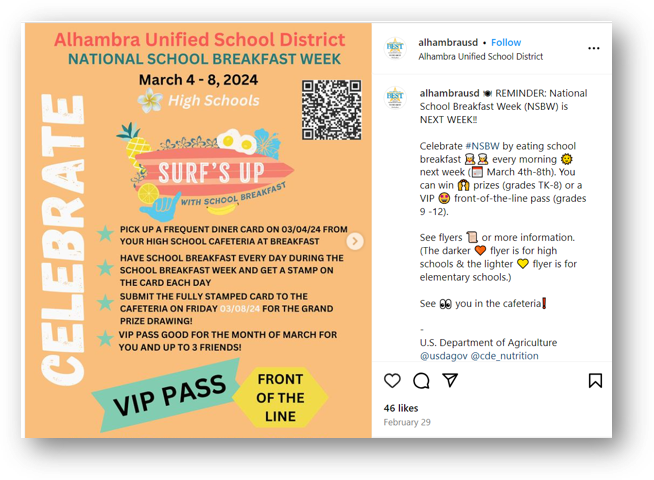 Alhambra Unified School District
NATIONAL SCHOOL BREAKFAST WEEK
March 4 - 8, 2024
High Schools
CELEBRATE
SURF'S UP
WITH SCHOOL BREAKFAST
PICK UP A FREQUENT DINER CARD ON 03/04/24 FROM
YOUR HIGH SCHOOL CAFETERIA AT BREAKFAST
HAVE SCHOOL BREAKFAST EVERY DAY DURING THE
SCHOOL BREAKFAST WEEK AND GET A STAMP ON
THE CARD EACH DAY
SUBMIT THE FULLY STAMPED CARD TO THE
CAFETERIA ON FRIDAY 03/08/24 FOR THE GRAND
PRIZE DRAWING!
VIP PASS GOOD FOR THE MONTH OF MARCH FOR
YOU AND UP TO 3 FRIENDS!
VIP PASS
FRONT
OF THE
LINE
alhambrausd • Follow
Alhambra Unified School District
alhambrausd 🍽 REMINDER: National
School Breakfast Week (NSBW) is
NEXT WEEK‼
Celebrate #NSBW by eating school
breakfast every morning 🌞
next week (📅 March 4th-8th). You
can win prizes (grades TK-8) or a
VIP 😍 front-of-the-line pass (grades
9 -12).
See flyers 📜 or more information.
(The darker 🧡 flyer is for high
schools & the lighter 💛 flyer is for
elementary schools.)
See 👀 you in the cafeteria❗
-
U.S. Department of Agriculture
@usdagov @cde_nutrition
46 likes
February 29